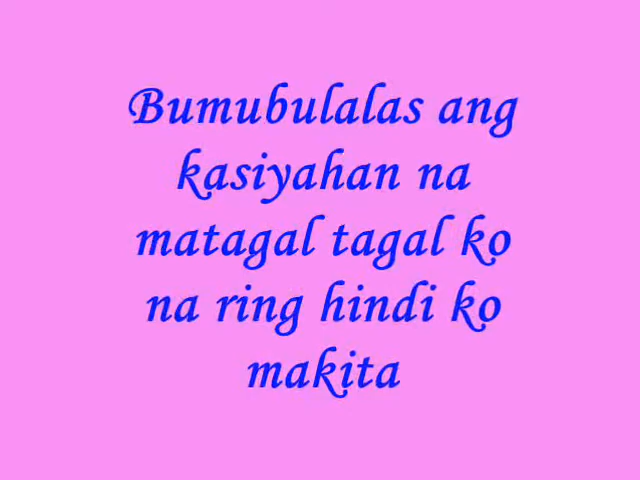 Bumubulalas ang
kasiyahan na
matagal tagal ko
na ring hindi ko
makita